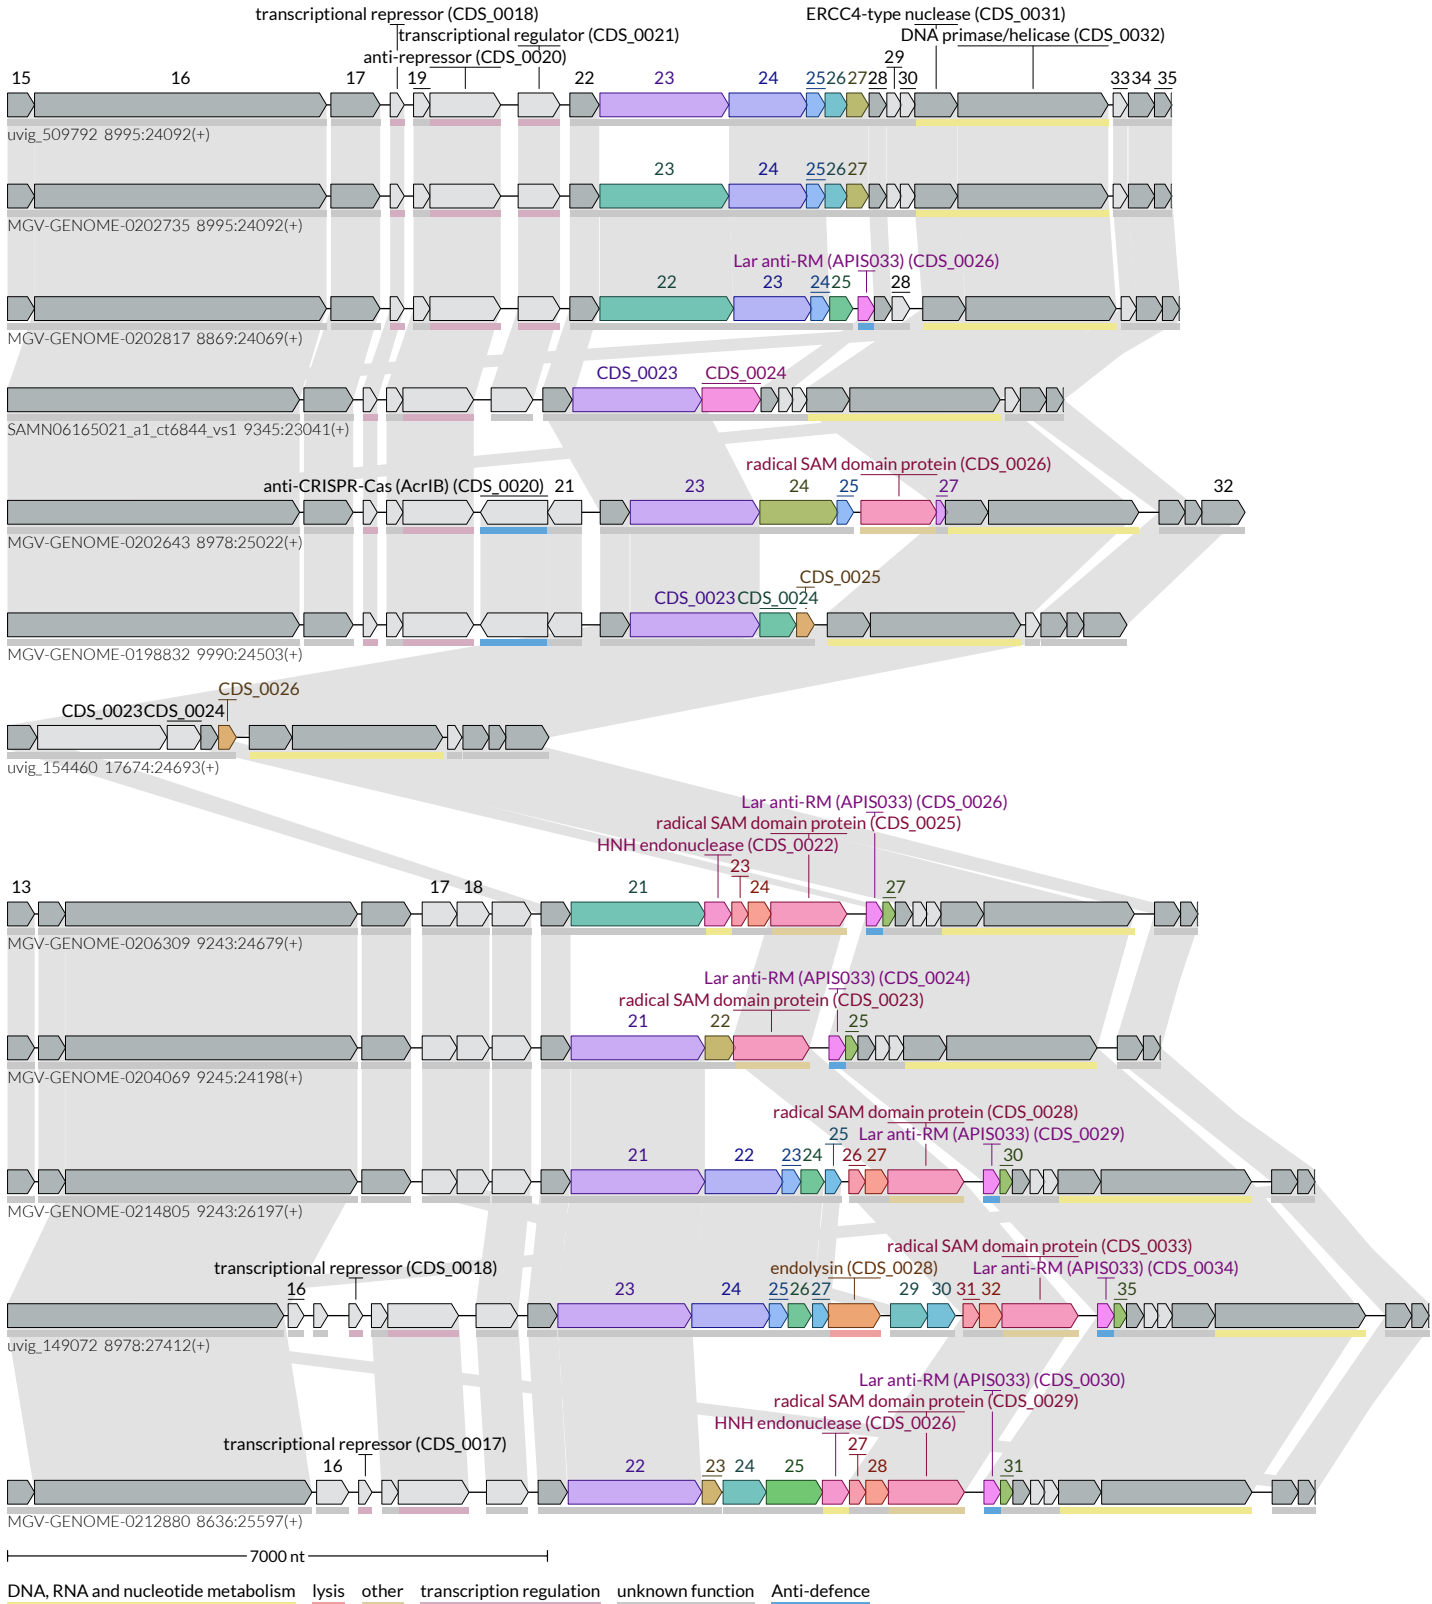 transcriptional repressor (CDS_0018) ERCC4-type nuclease (CDS_0031)
transcriptional regulator (CDS_0021) DNA primase/helicase (CDS_0032)
anti-repressor (CDS_0020) 29
15 16 17 19 22 23 24 25 26 27 28 30 33 34 35
uvig_509792 8995:24092(+)
23 24 25 26 27
MGV-GENOME-0202735 8995:24092(+)
Lar anti-RM (APIS033) (CDS_0026)
22 23 24 25 28
MGV-GENOME-0202817 8869:24069(+)
CDS_0023 CDS_0024
SAMN06165021_a1_ct6844_vs1 9345:23041(+)
radical SAM domain protein (CDS_0026)
anti-CRISPR-Cas (AcrIB) (CDS_0020) 21 23 24 25 27 32
MGV-GENOME-0202643 8978:25022(+)
CDS_0025
CDS_0023 CDS_0024
MGV-GENOME-0198832 9990:24503(+)
CDS_0026
CDS_0023 CDS_0024
uvig_154460 17674:24693(+)
Lar anti-RM (APIS033) (CDS_0026)
radical SAM domain protein (CDS_0025)
HNH endonuclease (CDS_0022)
23
13 17 18 21 24 27
MGV-GENOME-0206309 9243:24679(+)
Lar anti-RM (APIS033) (CDS_0024)
radical SAM domain protein (CDS_0023)
21 22 25
MGV-GENOME-0204069 9245:24198(+)
radical SAM domain protein (CDS_0028)
25 Lar anti-RM (APIS033) (CDS_0029)
21 22 23 24 26 27 30
MGV-GENOME-0214805 9243:26197(+)
radical SAM domain protein (CDS_0033)
transcriptional repressor (CDS_0018) endolysin (CDS_0028) Lar anti-RM (APIS033) (CDS_0034)
16 23 24 25 26 27 29 30 31 32 35
uvig_149072 8978:27412(+)
Lar anti-RM (APIS033) (CDS_0030)
radical SAM domain protein (CDS_0029)
HNH endonuclease (CDS_0026)
transcriptional repressor (CDS_0017) 27
16 22 23 24 25 28 31
MGV-GENOME-0212880 8636:25597(+)
7000 nt
DNA, RNA and nucleotide metabolism lysis other transcription regulation unknown function Anti-defence